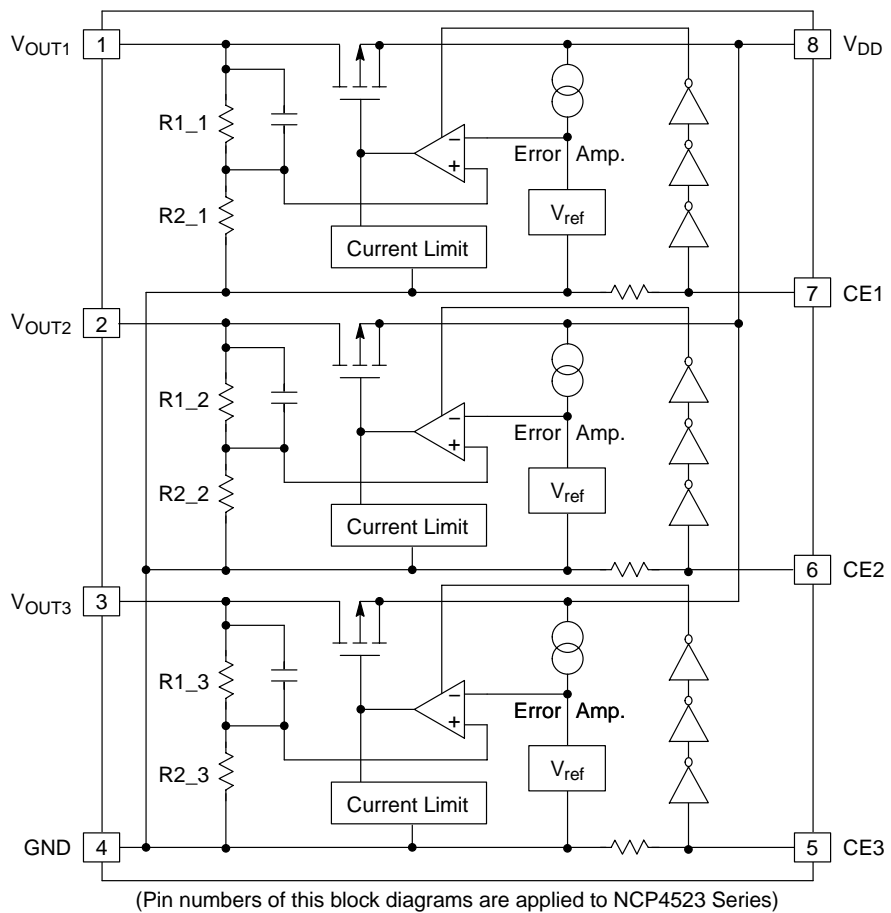 VOUT1 1 8 VDD
R1_1
− Error Amp.
+
R2_1 Vref
Current Limit
7 CE1
VOUT2 2
R1_2
− Error Amp.
+
R2_2 Vref
Current Limit
6 CE2
VOUT3 3
R1_3
− Error Amp.
+
R2_3 Vref
Current Limit
GND 4 5 CE3
(Pin numbers of this block diagrams are applied to NCP4523 Series)